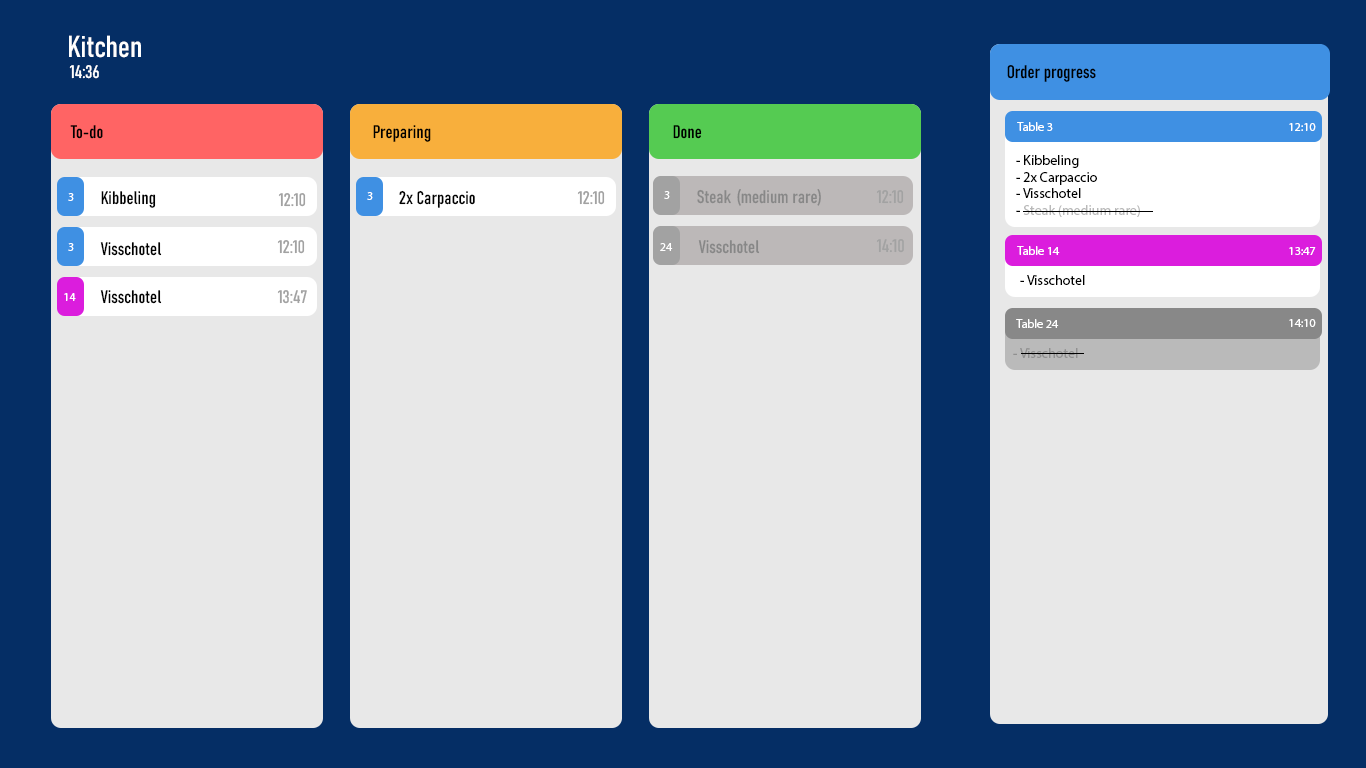 Kitchen
14:36
To-do
3 Kibbeling 12:10
3 Visschotel 12:10
14 Visschotel 13:47
Preparing
3 2x Carpaccio 12:10
Done
3 Steak (medium rare) 12:10
24 Visschotel 14:10
Order progress
Table 3 12:10
- Kibbeling
- 2x Carpaccio
- Visschotel
- Steak (medium rare)
Table 14 13:47
- Visschotel
Table 24 14:10
- Visschotel